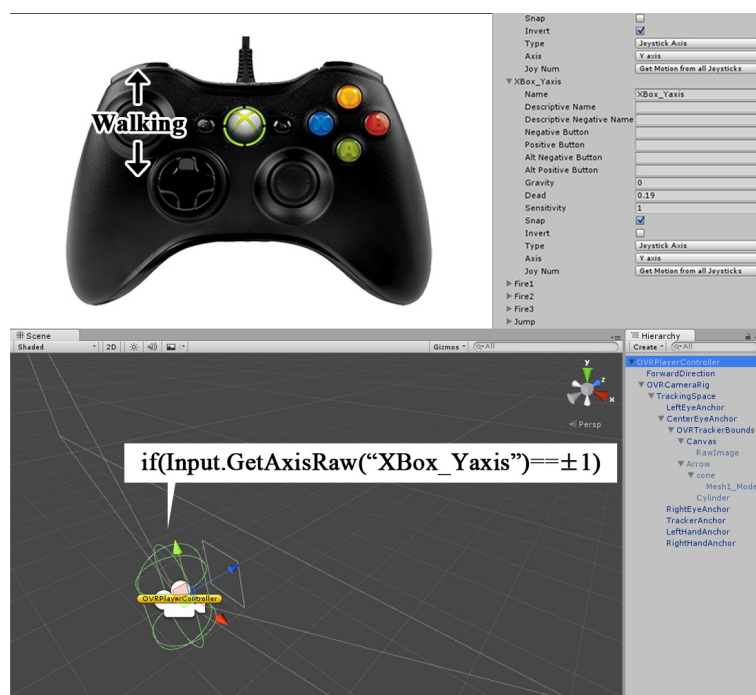 Walking
X
B
A
Snap
Invert
Type Joystick Axis
Axis Y axis
Joy Num Get Motion from all Joysticks
XBox_Yaxis
Name XBox_Yaxis
Descriptive Name
Descriptive Negative Name
Negative Button
Positive Button
Alt Negative Button
Alt Positive Button
Gravity 0
Dead 0.19
Sensitivity 1
Snap
Invert
Type Joystick Axis
Axis Y axis
Joy Num Get Motion from all Joysticks
Fire1
Fire2
Fire3
Jump
Scene
Shaded 2D Gizmos All
y
z
x
Persp
if(Input.GetAxisRaw(“XBox_Yaxis”)==±1)
OVRPlayerController
Hierarchy
Create All
OVRPlayerController
ForwardDirection
OVRCameraRig
TrackingSpace
LeftEyeAnchor
CenterEyeAnchor
OVRTrackerBounds
Canvas
RawImage
Arrow
cone
Mesh1_Mode
Cylinder
RightEyeAnchor
TrackerAnchor
LeftHandAnchor
RightHandAnchor